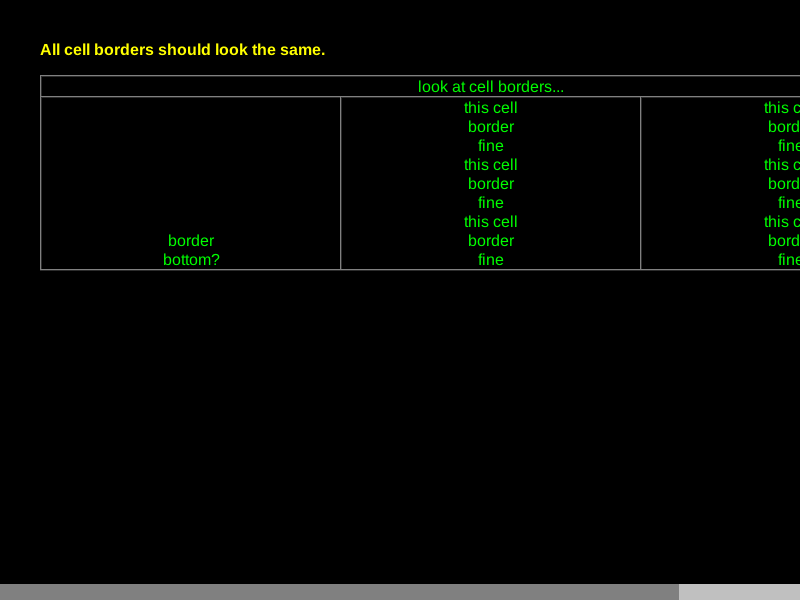 All cell borders should look the same.
look at cell borders...
border
bottom?
this cell
border
fine
this cell
border
fine
this cell
border
fine
this c
bord
fine
this c
bord
fine
this c
bord
fine